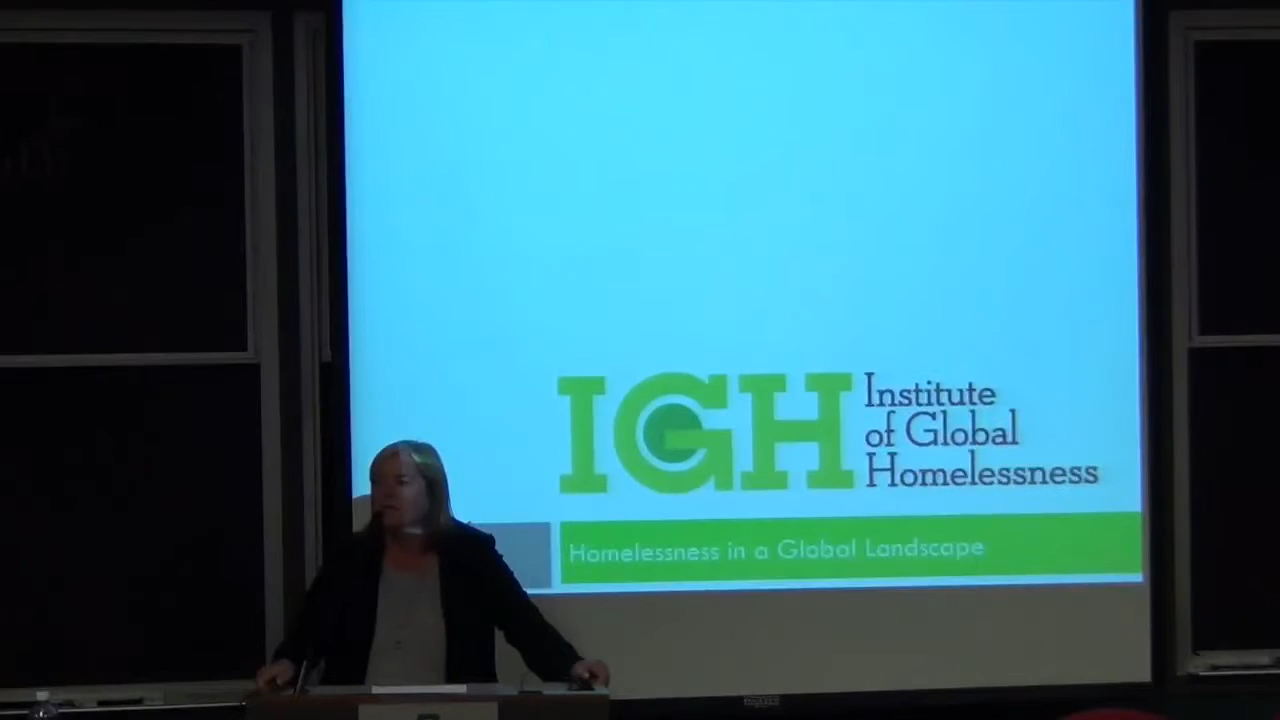 IGH
Institute
of Global
Homelessness
Homelessness in a Global Landscape